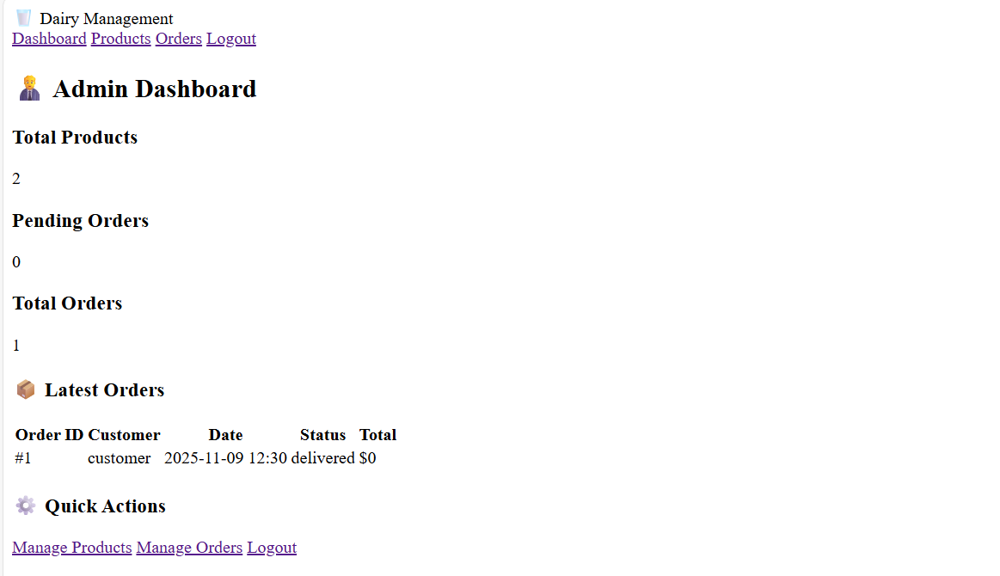 Dairy Management
Dashboard Products Orders Logout
Admin Dashboard
Total Products
2
Pending Orders
0
Total Orders
1
Latest Orders
Order ID Customer Date Status Total
#1 customer 2025-11-09 12:30 delivered $0
Quick Actions
Manage Products Manage Orders Logout